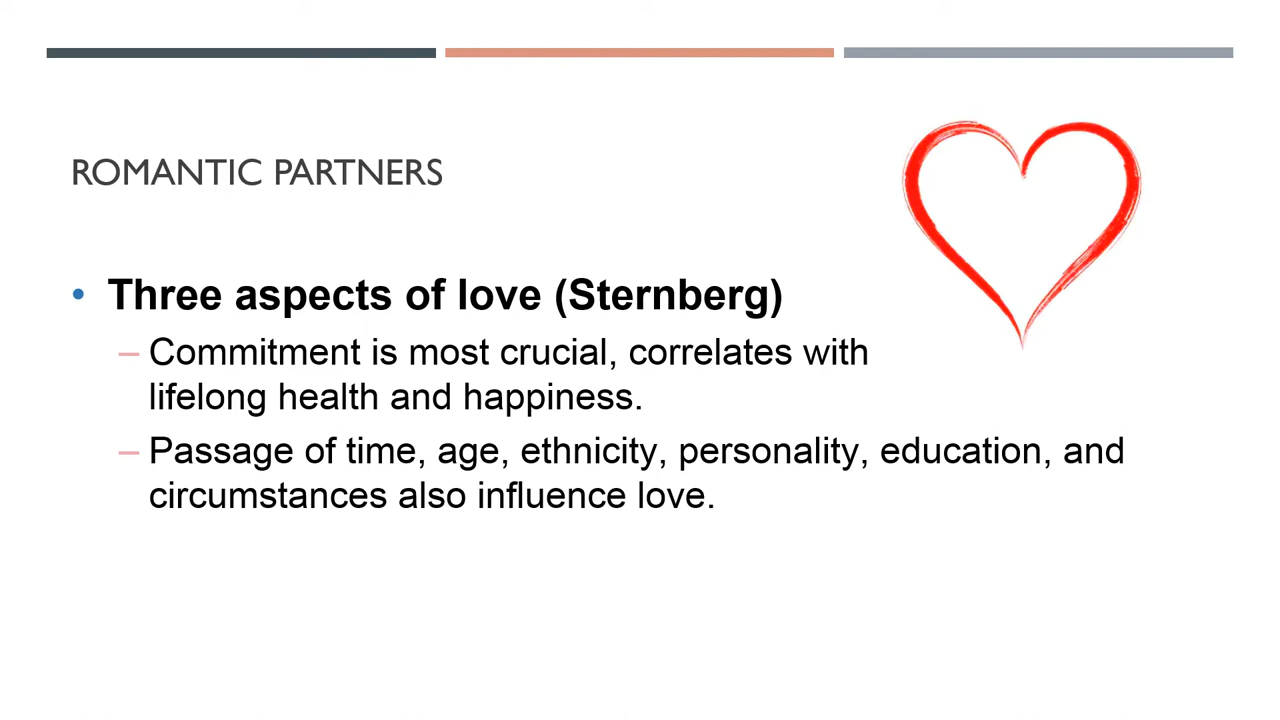 ROMANTIC PARTNERS
• Three aspects of love (Sternberg)
– Commitment is most crucial, correlates with
lifelong health and happiness.
– Passage of time, age, ethnicity, personality, education, and
circumstances also influence love.